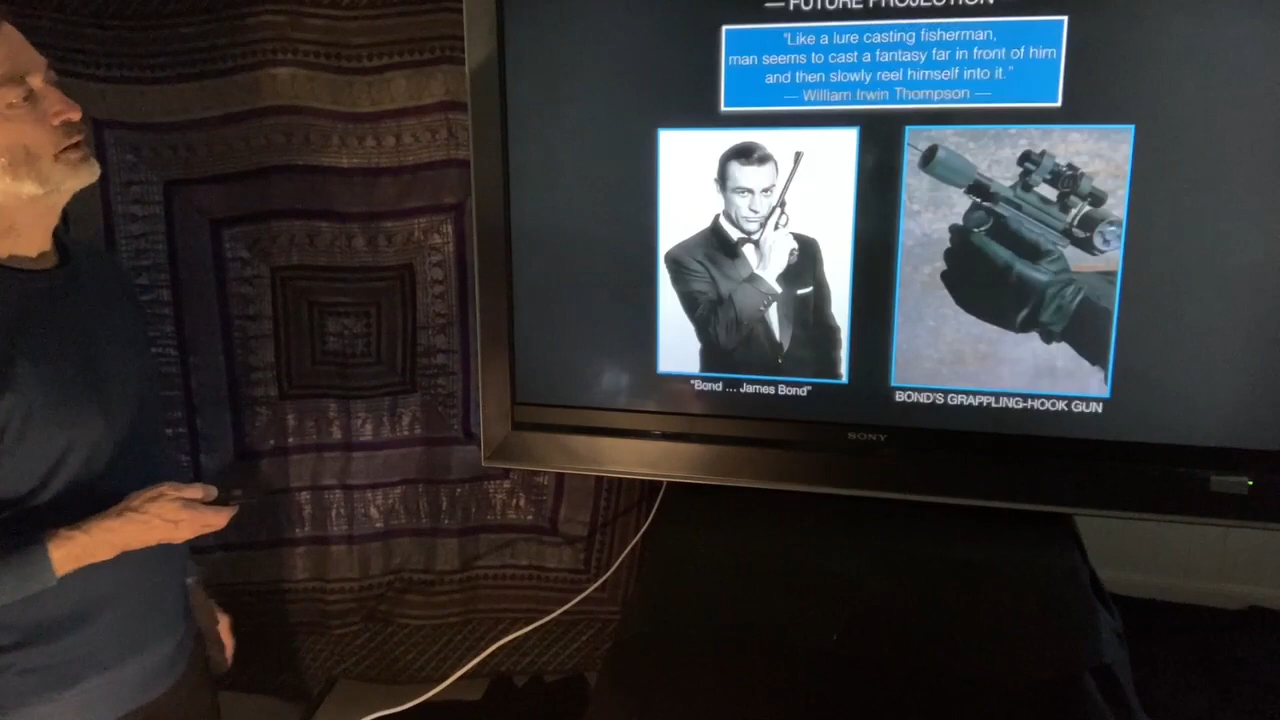 — FUTURE PROJECTION —
"Like a lure casting fisherman,
man seems to cast a fantasy far in front of him
and then slowly reel himself into it."
— William Irwin Thompson —
"Bond ... James Bond"
BOND'S GRAPPLING-HOOK GUN
SONY